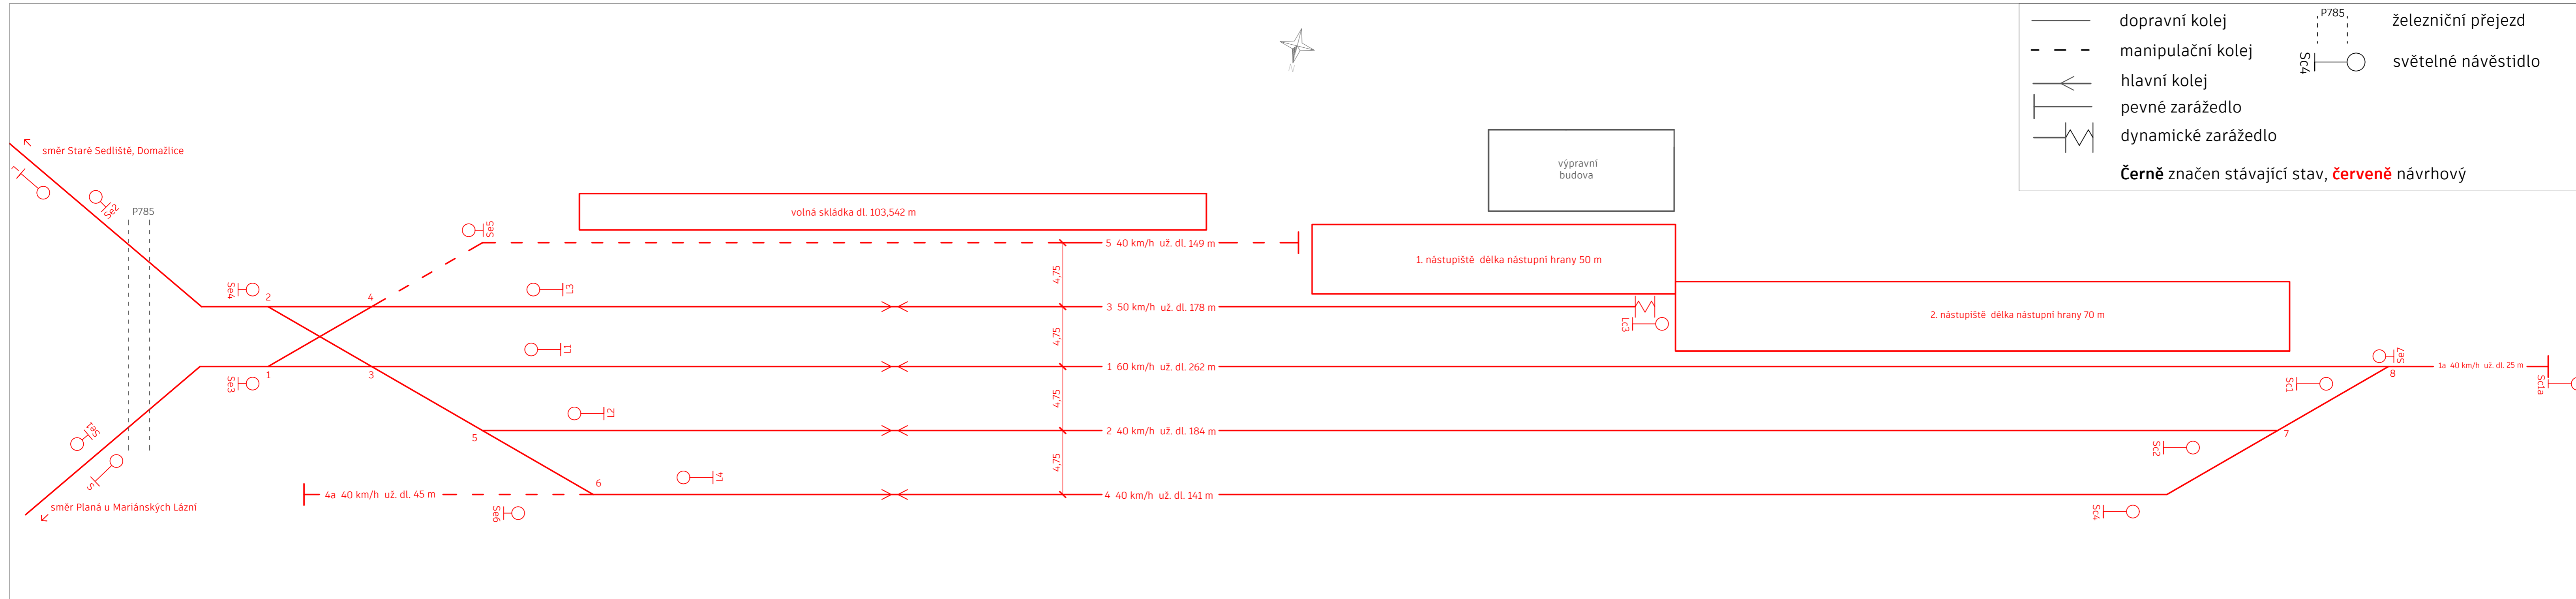 dopravní kolej
P785
železniční přejezd
manipulační kolej
Sc4
světelné návěstidlo
hlavní kolej
pevné zarážedlo
dynamické zarážedlo
Černě značen stávající stav, červeně návrhový
N
výpravní
budova
směr Staré Sedliště, Domažlice
L
Se2
P785
volná skládka dl. 103,542 m
Se5
5 40 km/h už. dl. 149 m
1. nástupiště délka nástupní hrany 50 m
4,75
Se4
2
4
L3
3 50 km/h už. dl. 178 m
Lc3
2. nástupiště délka nástupní hrany 70 m
4,75
L1
Se7
Se3
1
3
1 60 km/h už. dl. 262 m
Sc1
8
1a 40 km/h už. dl. 25 m
Sc1a
4,75
L2
Se1
5
2 40 km/h už. dl. 184 m
7
Sc2
4,75
S
L4
6
4a 40 km/h už. dl. 45 m
4 40 km/h už. dl. 141 m
Se6
Sc4
směr Planá u Mariánských Lázní